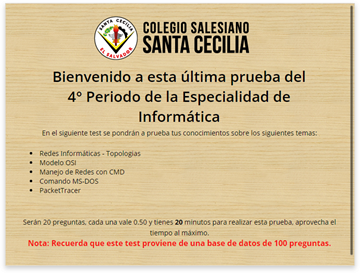 SANTA CECILIA
EL SALVADOR
COLEGIO SALESIANO
SANTA CECILIA
Bienvenido a esta última prueba del
4° Periodo de la Especialidad de
Informática
En el siguiente test se pondrán a prueba tus conocimientos sobre los siguientes temas:
• Redes Informáticas - Topologias
• Modelo OSI
• Manejo de Redes con CMD
• Comando MS-DOS
• PacketTracer
Serán 20 preguntas, cada una vale 0.50 y tienes 20 minutos para realizar esta prueba, aprovecha el
tiempo al máximo.
Nota: Recuerda que este test proviene de una base de datos de 100 preguntas.